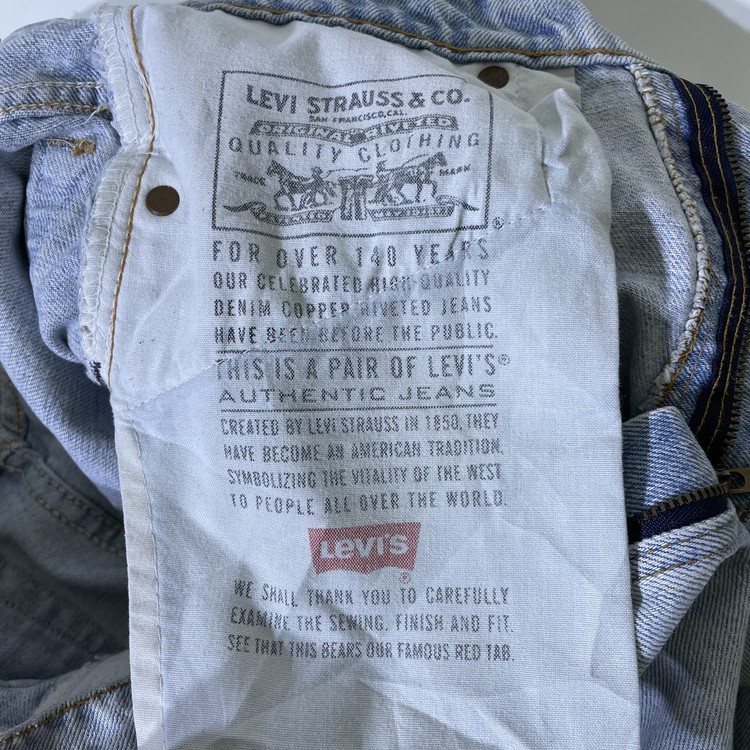 LEVI STRAUSS & CO.
SAN FRANCISCO, CAL.
ORIGINAL RIVETED
QUALITY CLOTHING
TRADE MARK
®
FOR OVER 140 YEARS
OUR CELEBRATED HIGH QUALITY
DENIM COPPER RIVETED JEANS
HAVE BEEN BEFORE THE PUBLIC.
THIS IS A PAIR OF LEVI'S®
AUTHENTIC JEANS
CREATED BY LEVI STRAUSS IN 1850, THEY
HAVE BECOME AN AMERICAN TRADITION,
SYMBOLIZING THE VITALITY OF THE WEST
TO PEOPLE ALL OVER THE WORLD.
LEVI'S
®
WE SHALL THANK YOU TO CAREFULLY
EXAMINE THE SEWING, FINISH AND FIT.
SEE THAT THIS BEARS OUR FAMOUS RED TAB.